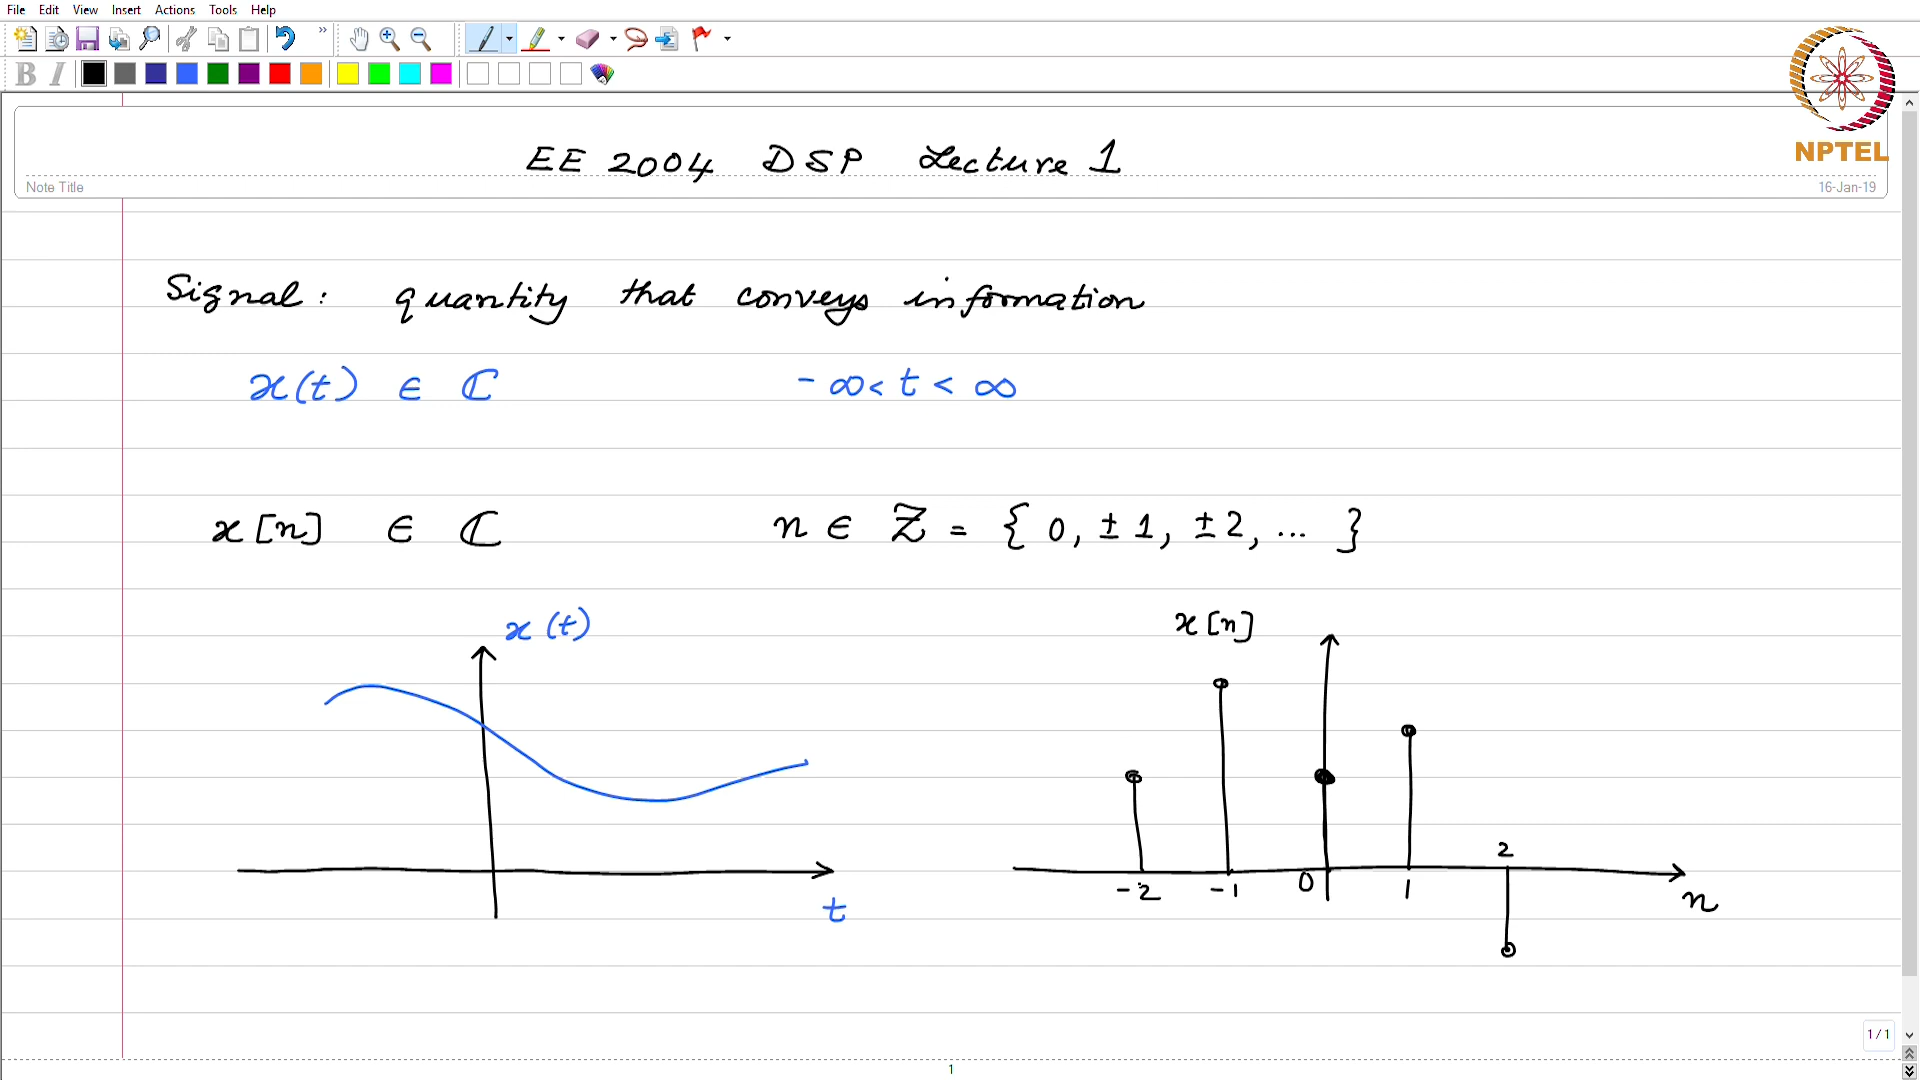 File Edit View Insert Actions Tools Help
»
B I
NPTEL
EE 2004 DSP Lecture 1
Note Title
16-Jan-19
Signal: quantity that conveys information
x(t) ∈ ℂ -∞ < t < ∞
x[n] ∈ ℂ n ∈ ℤ = { 0, ±1, ±2, ... }
x(t)
x[n]
t
-2 -1 0 1 2
n
1 / 1
1